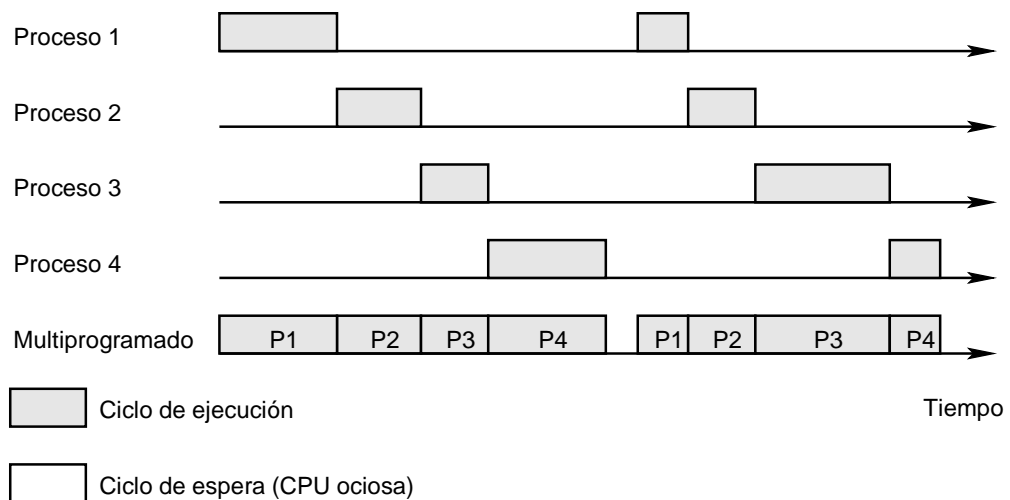 Proceso 1
Proceso 2
Proceso 3
Proceso 4
Multiprogramado P1 P2 P3 P4 P1 P2 P3 P4
Ciclo de ejecución Tiempo
Ciclo de espera (CPU ociosa)